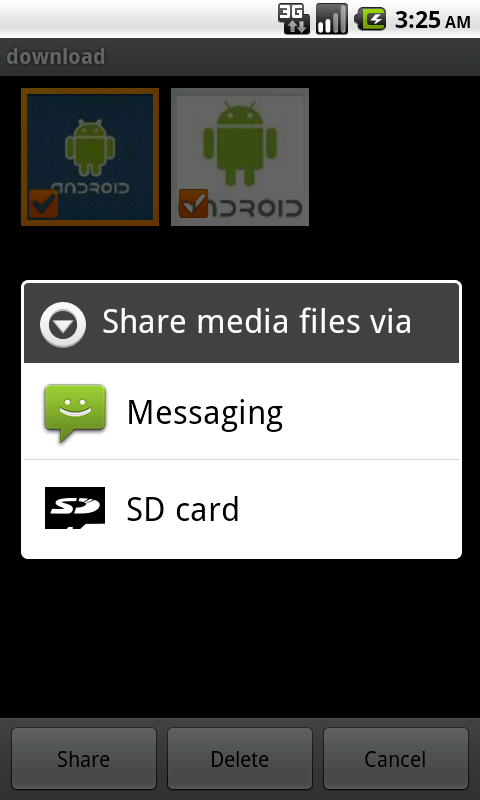 3G 3:25 AM
download
ANDROID
ANDROID
Share media files via
Messaging
SD card
Share Delete Cancel